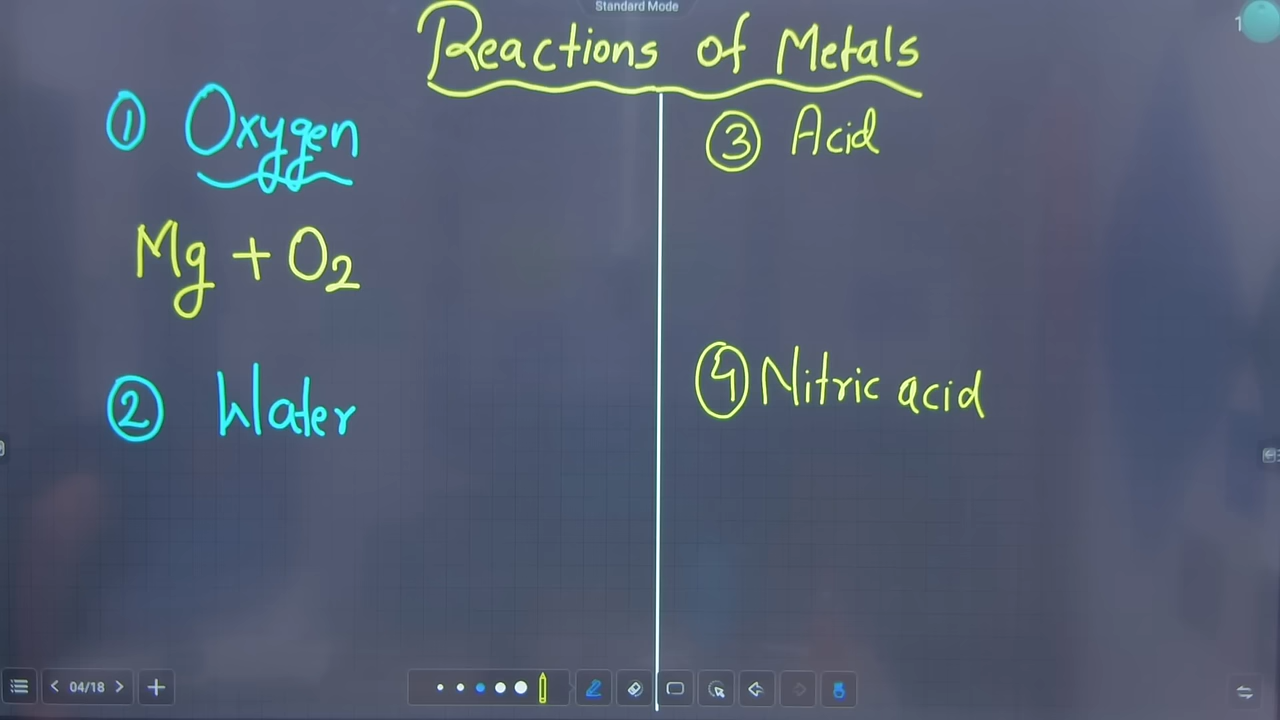 Standard Mode
Reactions of Metals
① Oxygen
Mg + O₂
② Water
③ Acid
④ Nitric acid
04/18